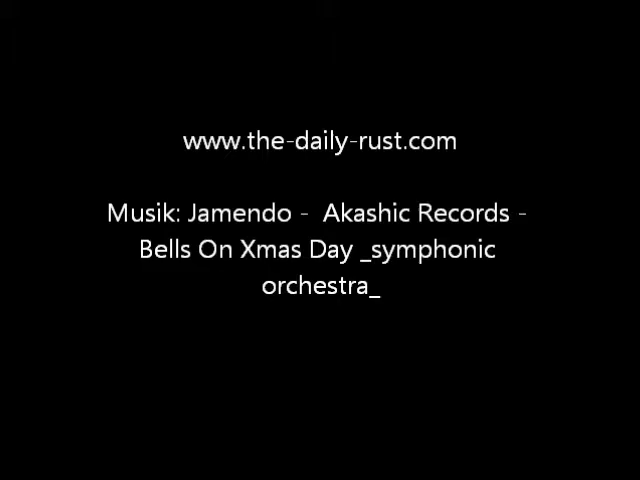 www.the-daily-rust.com
Musik: Jamendo -  Akashic Records -
Bells On Xmas Day _symphonic
orchestra_